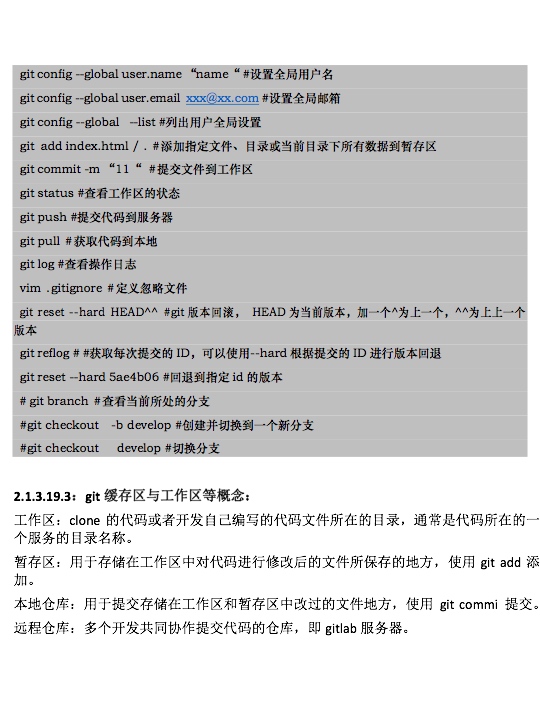 git config --global user.name “name “ #设置全局用户名
git config --global user.email xxx@xx.com #设置全局邮箱
git config --global --list #列出用户全局设置
git add index.html / . #添加指定文件、目录或当前目录下所有数据到暂存区
git commit -m “11 “ #提交文件到工作区
git status #查看工作区的状态
git push #提交代码到服务器
git pull #获取代码到本地
git log #查看操作日志
vim .gitignore #定义忽略文件
git reset --hard HEAD^^ #git 版本回滚， HEAD 为当前版本，加一个^为上一个，^^为上上一个
版本
git reflog # #获取每次提交的 ID，可以使用--hard 根据提交的 ID 进行版本回退
git reset --hard 5ae4b06 #回退到指定 id 的版本
# git branch #查看当前所处的分支
#git checkout -b develop #创建并切换到一个新分支
#git checkout develop #切换分支
2.1.3.19.3：git 缓存区与工作区等概念：
工作区：clone 的代码或者开发自己编写的代码文件所在的目录，通常是代码所在的一
个服务的目录名称。
暂存区：用于存储在工作区中对代码进行修改后的文件所保存的地方，使用 git add 添
加。
本地仓库：用于提交存储在工作区和暂存区中改过的文件地方，使用 git commi 提交。
远程仓库：多个开发共同协作提交代码的仓库，即 gitlab 服务器。